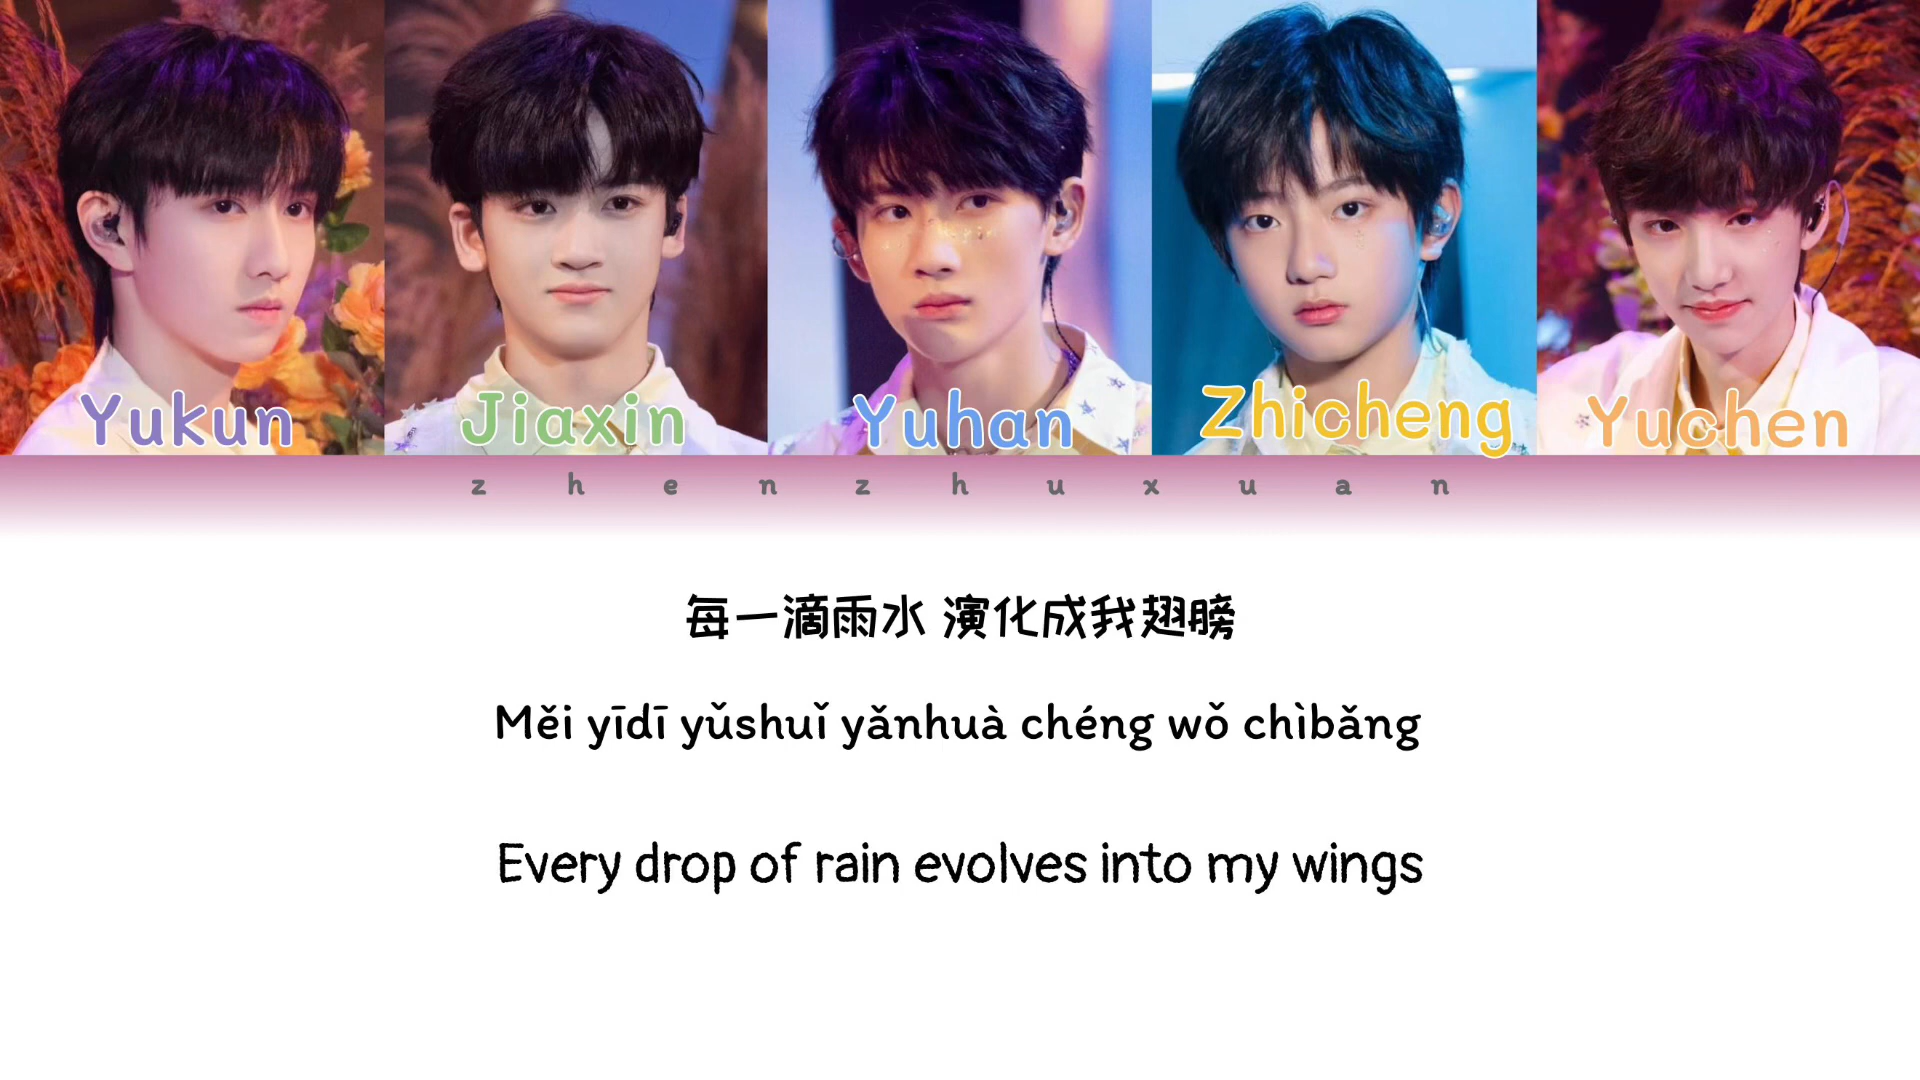 Yukun
Jiaxin
Yuhan
Zhicheng
Yuchen
zhenzhuxuan
每一滴雨水 演化成我翅膀
Měi yīdī yǔshuǐ yǎnhuà chéng wǒ chìbǎng
Every drop of rain evolves into my wings